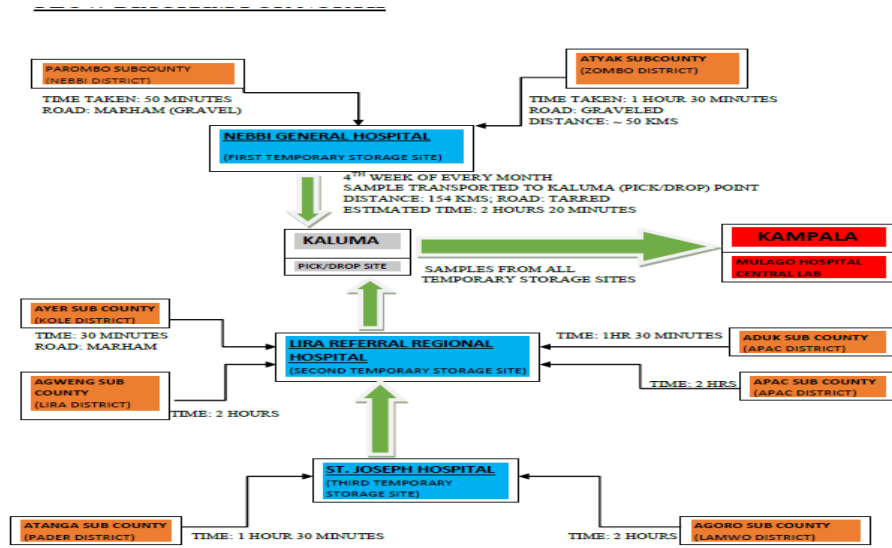 PAROMBO SUBCOUNTY
(NEBBI DISTRICT)
ATYAK SUBCOUNTY
(ZOMBO DISTRICT)
TIME TAKEN: 50 MINUTES
ROAD: MARHAM (GRAVEL)
TIME TAKEN: 1 HOUR 30 MINUTES
ROAD: GRAVELED
DISTANCE: ~ 50 KMS
NEBBI GENERAL HOSPITAL
(FIRST TEMPORARY STORAGE SITE)
4TH WEEK OF EVERY MONTH
SAMPLE TRANSPORTED TO KALUMA (PICK/DROP) POINT
DISTANCE: 154 KMS; ROAD: TARRED
ESTIMATED TIME: 2 HOURS 20 MINUTES
KALUMA
PICK/DROP SITE
KAMPALA
MULAGO HOSPITAL
CENTRAL LAB
SAMPLES FROM ALL
TEMPORARY STORAGE SITES
AYER SUB COUNTY
(KOLE DISTRICT)
TIME: 30 MINUTES
ROAD: MARHAM
LIRA REFERRAL REGIONAL
HOSPITAL
(SECOND TEMPORARY STORAGE SITE)
TIME: 1HR 30 MINUTES
ADUK SUB COUNTY
(APAC DISTRICT)
AGWENG SUB
COUNTY
(LIRA DISTRICT)
TIME: 2 HOURS
TIME: 2 HRS
APAC SUB COUNTY
(APAC DISTRICT)
ST. JOSEPH HOSPITAL
(THIRD TEMPORARY
STORAGE SITE)
ATANGA SUB COUNTY
(PADER DISTRICT)
TIME: 1 HOUR 30 MINUTES
TIME: 2 HOURS
AGORO SUB COUNTY
(LAMWO DISTRICT)